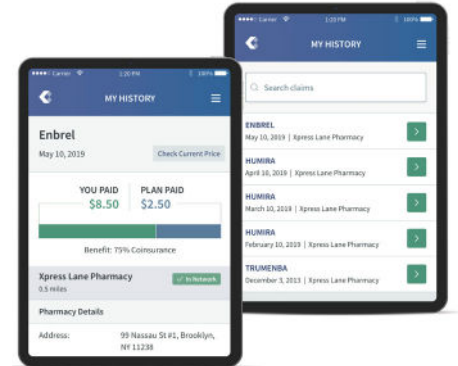 Carrier 1:20 PM 100%
MY HISTORY
Enbrel
May 10, 2019
Check Current Price
YOU PAID PLAN PAID
$8.50 $2.50
Benefit: 75% Coinsurance
Xpress Lane Pharmacy
In Network
0.5 miles
Pharmacy Details
Address: 99 Nassau St #1, Brooklyn,
NY 11238
Carrier 1:20 PM 100%
MY HISTORY
Search claims
ENBREL
May 10, 2019 | Xpress Lane Pharmacy
HUMIRA
April 16, 2019 | Xpress Lane Pharmacy
HUMIRA
March 10, 2019 | Xpress Lane Pharmacy
HUMIRA
February 10, 2019 | Xpress Lane Pharmacy
TRUMENBA
December 3, 2013 | Xpress Lane Pharmacy